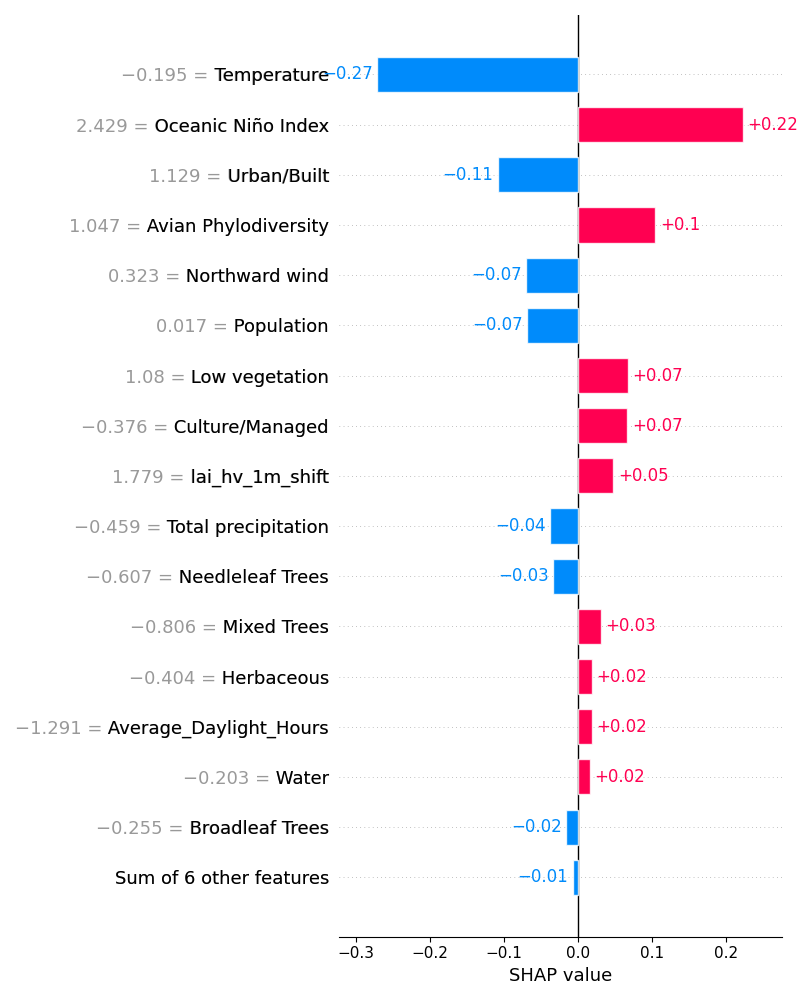 −0.195 = Temperature −0.27
2.429 = Oceanic Niño Index +0.22
1.129 = Urban/Built −0.11
1.047 = Avian Phylodiversity +0.1
0.323 = Northward wind −0.07
0.017 = Population −0.07
1.08 = Low vegetation +0.07
−0.376 = Culture/Managed +0.07
1.779 = lai_hv_1m_shift +0.05
−0.459 = Total precipitation −0.04
−0.607 = Needleleaf Trees −0.03
−0.806 = Mixed Trees +0.03
−0.404 = Herbaceous +0.02
−1.291 = Average_Daylight_Hours +0.02
−0.203 = Water +0.02
−0.255 = Broadleaf Trees −0.02
Sum of 6 other features −0.01
−0.3 −0.2 −0.1 0.0 0.1 0.2
SHAP value